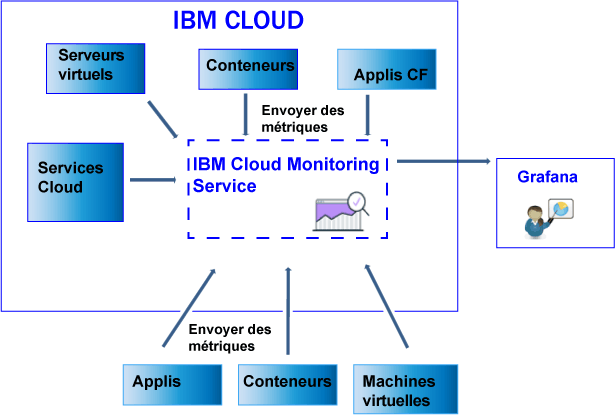 IBM CLOUD
Serveurs
virtuels
Conteneurs
Applis CF
Envoyer des
métriques
IBM Cloud Monitoring
Service
Services
Cloud
Grafana
Envoyer des
métriques
Applis
Conteneurs
Machines
virtuelles